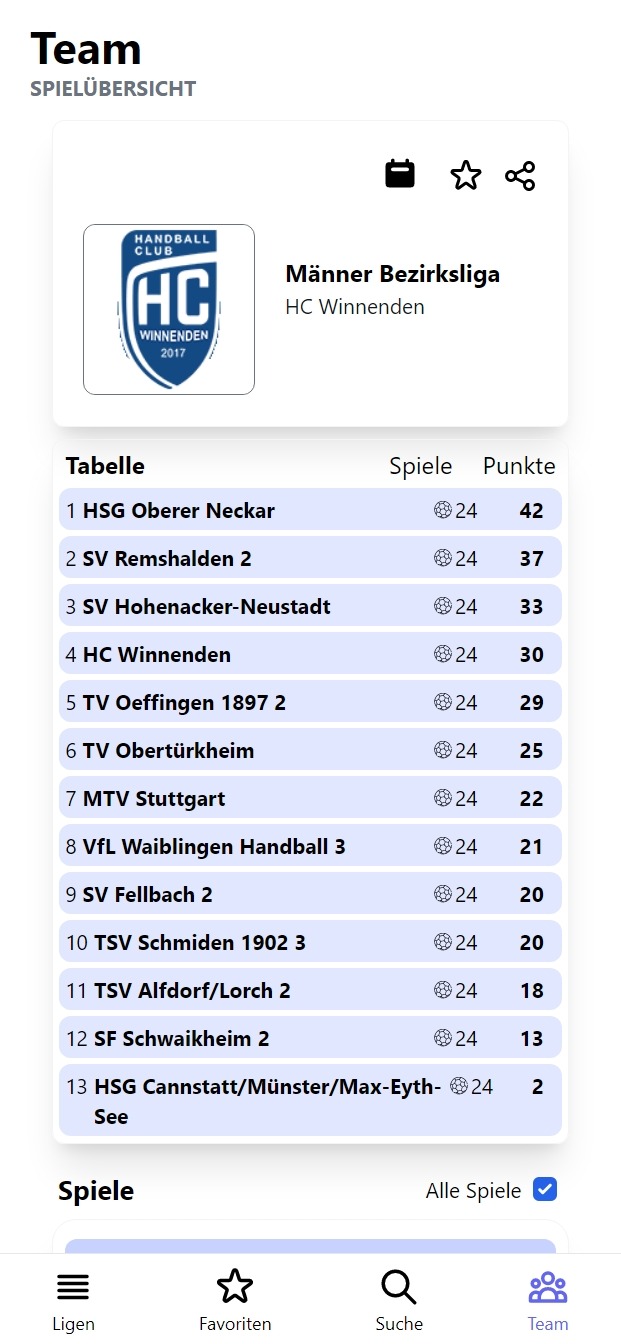 Team
SPIELÜBERSICHT
HANDBALL
CLUB
HC
WINNENDEN
2017
Männer Bezirksliga
HC Winnenden
Tabelle Spiele Punkte
1 HSG Oberer Neckar 24 42
2 SV Remshalden 2 24 37
3 SV Hohenacker-Neustadt 24 33
4 HC Winnenden 24 30
5 TV Oeffingen 1897 2 24 29
6 TV Obertürkheim 24 25
7 MTV Stuttgart 24 22
8 VfL Waiblingen Handball 3 24 21
9 SV Fellbach 2 24 20
10 TSV Schmiden 1902 3 24 20
11 TSV Alfdorf/Lorch 2 24 18
12 SF Schwaikheim 2 24 13
13 HSG Cannstatt/Münster/Max-Eyth- 24 2
See
Spiele Alle Spiele
Ligen Favoriten Suche Team